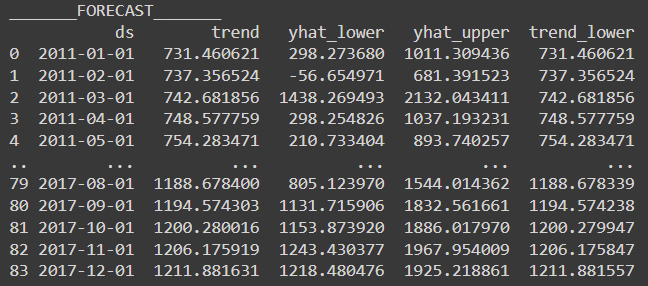 _______FORECAST_______
ds trend yhat_lower yhat_upper trend_lower
0 2011-01-01 731.460621 298.273680 1011.309436 731.460621
1 2011-02-01 737.356524 -56.654971 681.391523 737.356524
2 2011-03-01 742.681856 1438.269493 2132.043411 742.681856
3 2011-04-01 748.577759 298.254826 1037.193231 748.577759
4 2011-05-01 754.283471 210.733404 893.740257 754.283471
.. ... ... ... ... ...
79 2017-08-01 1188.678400 805.123970 1544.014362 1188.678339
80 2017-09-01 1194.574303 1131.715906 1832.561661 1194.574238
81 2017-10-01 1200.280016 1153.873920 1886.017970 1200.279947
82 2017-11-01 1206.175919 1243.430377 1967.954009 1206.175847
83 2017-12-01 1211.881631 1218.480476 1925.218861 1211.881557